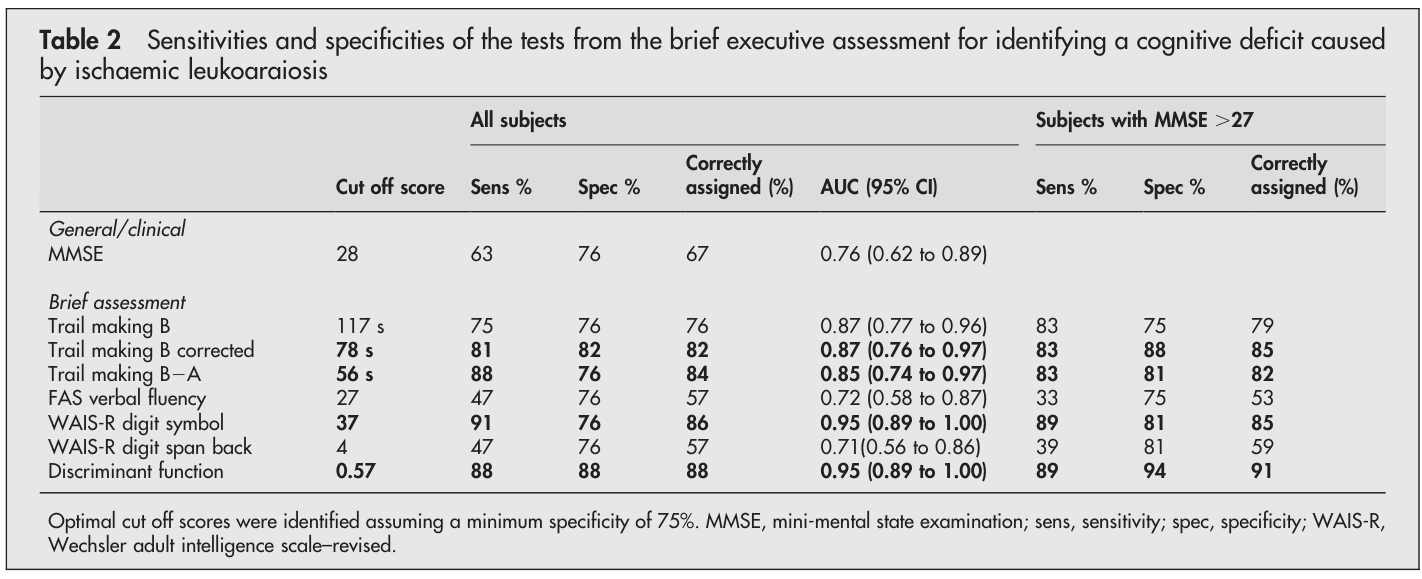 Table 2 Sensitivities and specificities of the tests from the brief executive assessment for identifying a cognitive deficit caused
by ischaemic leukoaraiosis
All subjects Subjects with MMSE >27
Cut off score Sens % Spec % Correctly assigned (%) AUC (95% CI) Sens % Spec % Correctly assigned (%)
General/clinical
MMSE 28 63 76 67 0.76 (0.62 to 0.89)
Brief assessment
Trail making B 117 s 75 76 76 0.87 (0.77 to 0.96) 83 75 79
Trail making B corrected 78 s 81 82 82 0.87 (0.76 to 0.97) 83 88 85
Trail making B−A 56 s 88 76 84 0.85 (0.74 to 0.97) 83 81 82
FAS verbal fluency 27 47 76 57 0.72 (0.58 to 0.87) 33 75 53
WAIS-R digit symbol 37 91 76 86 0.95 (0.89 to 1.00) 89 81 85
WAIS-R digit span back 4 47 76 57 0.71(0.56 to 0.86) 39 81 59
Discriminant function 0.57 88 88 88 0.95 (0.89 to 1.00) 89 94 91
Optimal cut off scores were identified assuming a minimum specificity of 75%. MMSE, mini-mental state examination; sens, sensitivity; spec, specificity; WAIS-R,
Wechsler adult intelligence scale–revised.